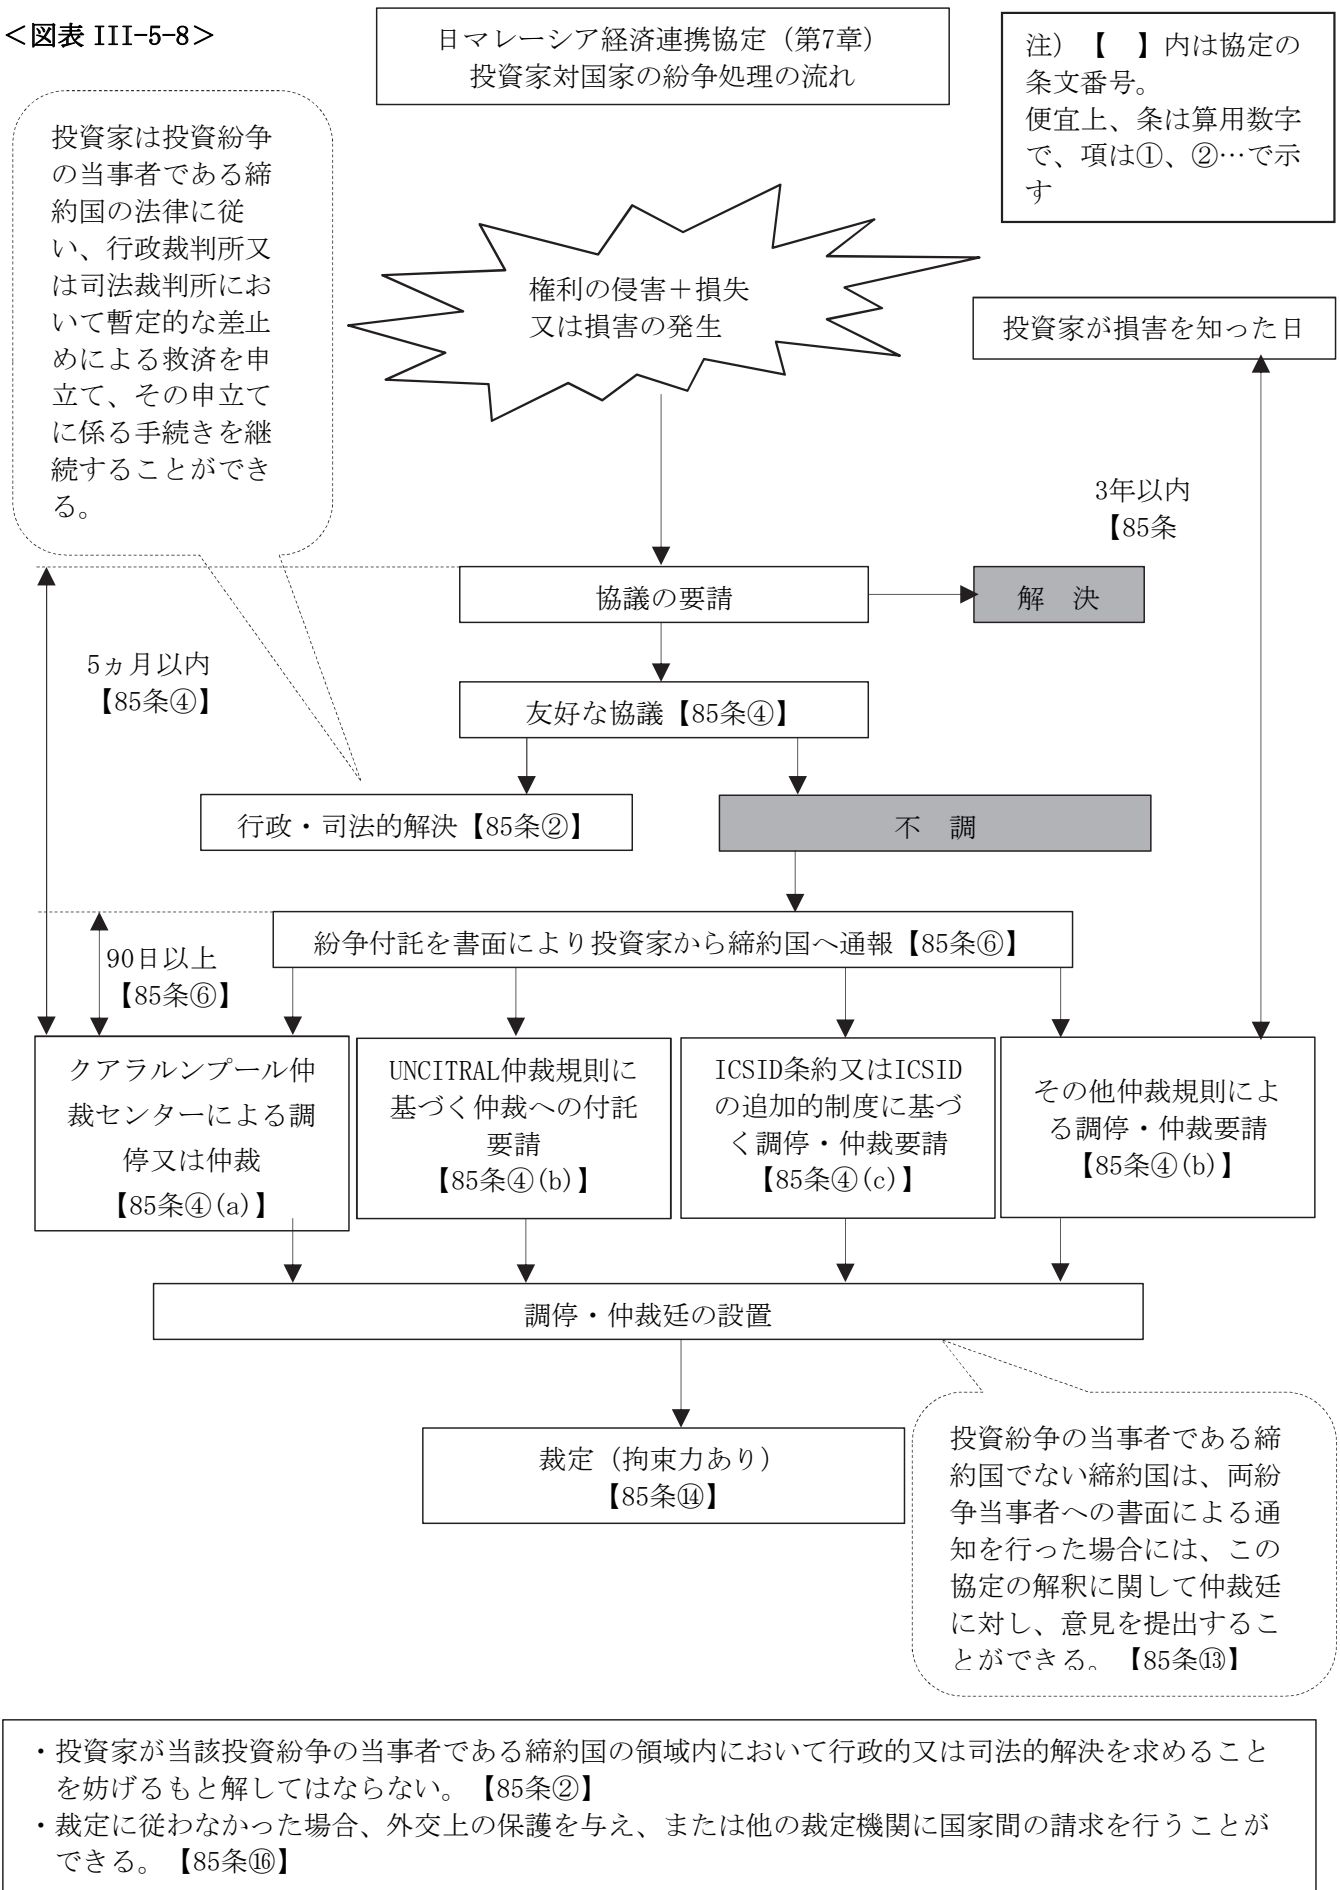 ＜図表 III-5-8＞
日マレーシア経済連携協定（第7章）
投資家対国家の紛争処理の流れ
注）【　】内は協定の
条文番号。
便宜上、条は算用数字
で、項は①、②…で示
す
投資家は投資紛争
の当事者である締
約国の法律に従
い、行政裁判所又
は司法裁判所にお
いて暫定的な差止
めによる救済を申
立て、その申立て
に係る手続きを継
続することができ
る。
権利の侵害＋損失
又は損害の発生
投資家が損害を知った日
3年以内
【85条
協議の要請
解　決
5ヵ月以内
【85条④】
友好な協議【85条④】
行政・司法的解決【85条②】
不　調
紛争付託を書面により投資家から締約国へ通報【85条⑥】
90日以上
【85条⑥】
クアラルンプール仲
裁センターによる調
停又は仲裁
【85条④(a)】
UNCITRAL仲裁規則に
基づく仲裁への付託
要請
【85条④(b)】
ICSID条約又はICSID
の追加的制度に基づ
く調停・仲裁要請
【85条④(c)】
その他仲裁規則によ
る調停・仲裁要請
【85条④(b)】
調停・仲裁廷の設置
裁定（拘束力あり）
【85条⑭】
投資紛争の当事者である締
約国でない締約国は、両紛
争当事者への書面による通
知を行った場合には、この
協定の解釈に関して仲裁廷
に対し、意見を提出するこ
とができる。【85条⑬】
・投資家が当該投資紛争の当事者である締約国の領域内において行政的又は司法的解決を求めること
を妨げるもと解してはならない。【85条②】
・裁定に従わなかった場合、外交上の保護を与え、または他の裁定機関に国家間の請求を行うことが
できる。【85条⑯】